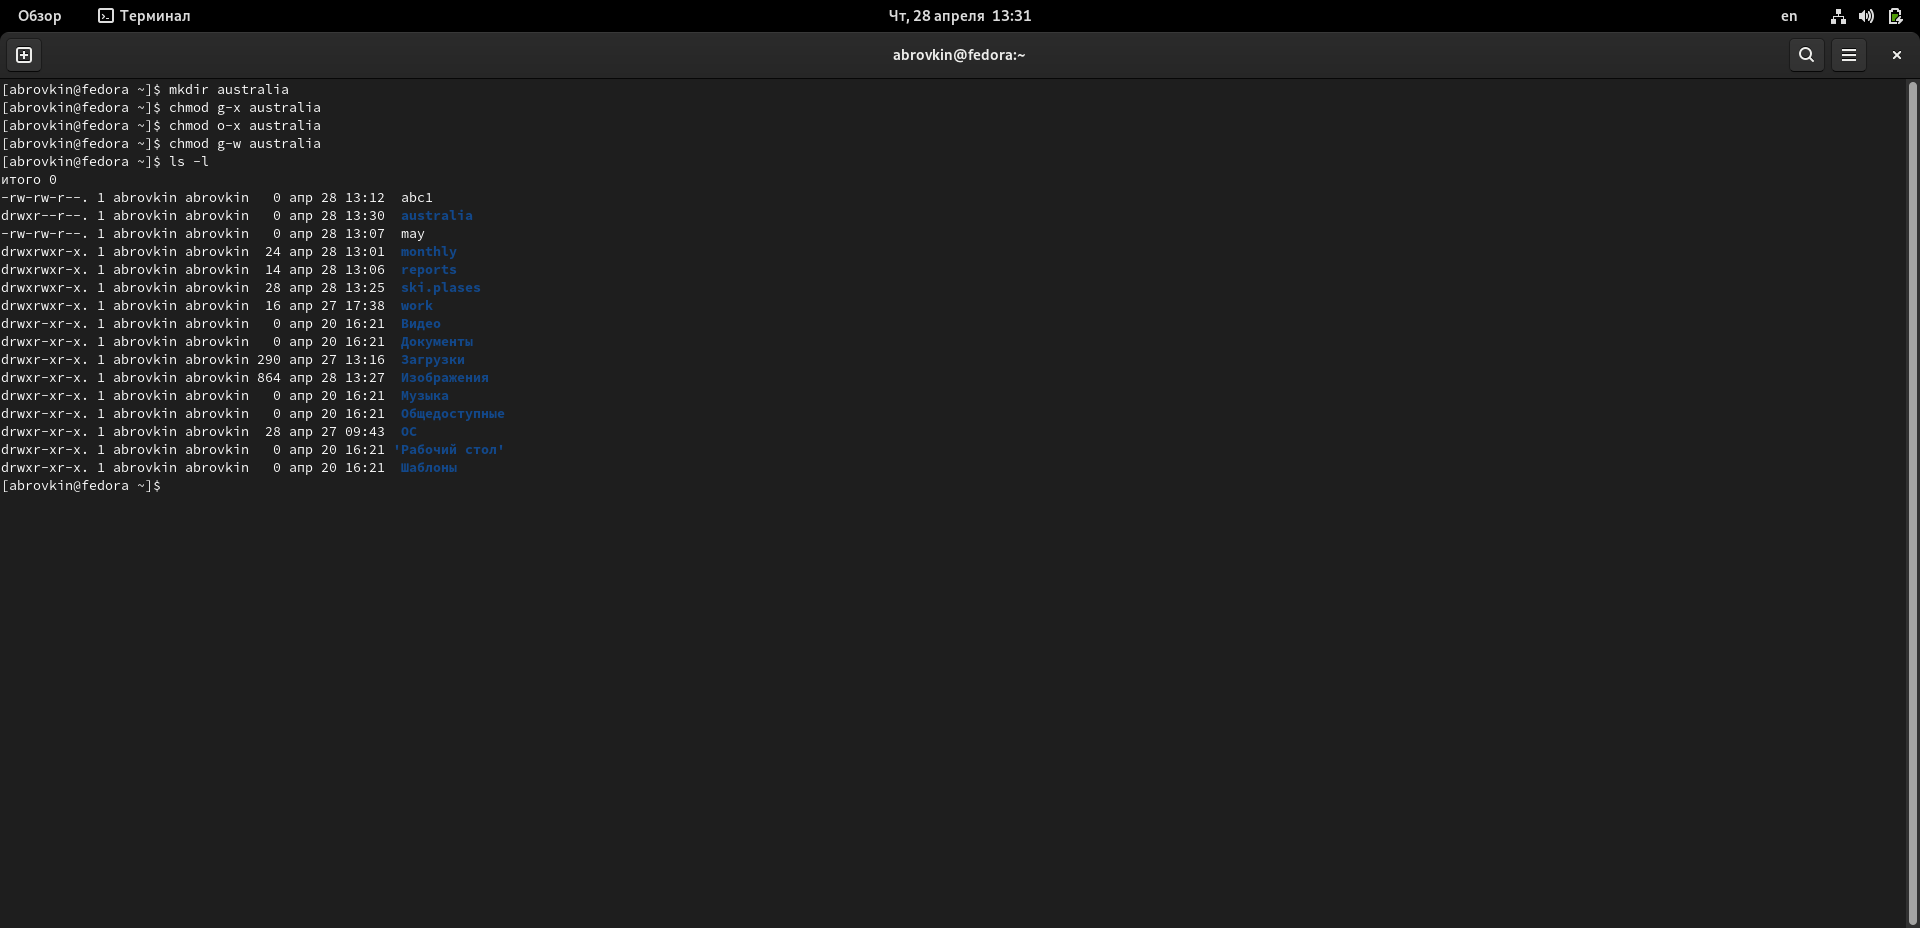 Обзор Терминал Чт, 28 апреля 13:31 en
abrovkin@fedora:~
[abrovkin@fedora ~]$ mkdir australia
[abrovkin@fedora ~]$ chmod g-x australia
[abrovkin@fedora ~]$ chmod o-x australia
[abrovkin@fedora ~]$ chmod g-w australia
[abrovkin@fedora ~]$ ls -l
итого 0
-rw-rw-r--. 1 abrovkin abrovkin   0 апр 28 13:12  abc1
drwxr--r--. 1 abrovkin abrovkin   0 апр 28 13:30  australia
-rw-rw-r--. 1 abrovkin abrovkin   0 апр 28 13:07  may
drwxrwxr-x. 1 abrovkin abrovkin  24 апр 28 13:01  monthly
drwxrwxr-x. 1 abrovkin abrovkin  14 апр 28 13:06  reports
drwxrwxr-x. 1 abrovkin abrovkin  28 апр 28 13:25  ski.plases
drwxrwxr-x. 1 abrovkin abrovkin  16 апр 27 17:38  work
drwxr-xr-x. 1 abrovkin abrovkin   0 апр 20 16:21  Видео
drwxr-xr-x. 1 abrovkin abrovkin   0 апр 20 16:21  Документы
drwxr-xr-x. 1 abrovkin abrovkin 290 апр 27 13:16  Загрузки
drwxr-xr-x. 1 abrovkin abrovkin 864 апр 28 13:27  Изображения
drwxr-xr-x. 1 abrovkin abrovkin   0 апр 20 16:21  Музыка
drwxr-xr-x. 1 abrovkin abrovkin   0 апр 20 16:21  Общедоступные
drwxr-xr-x. 1 abrovkin abrovkin  28 апр 27 09:43  ОС
drwxr-xr-x. 1 abrovkin abrovkin   0 апр 20 16:21 'Рабочий стол'
drwxr-xr-x. 1 abrovkin abrovkin   0 апр 20 16:21  Шаблоны
[abrovkin@fedora ~]$